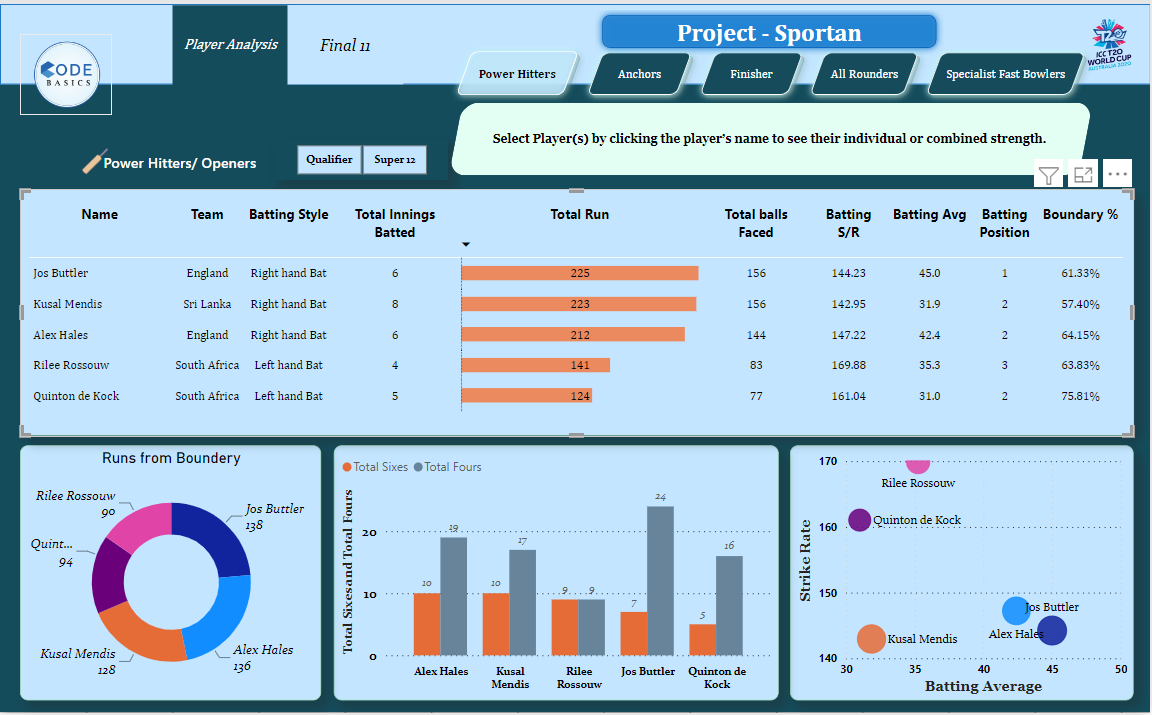 Player Analysis
Final 11
Project - Sportan
CODE
BASICS
ICC T20
WORLD CUP
AUSTRALIA 2020
Power Hitters
Anchors
Finisher
All Rounders
Specialist Fast Bowlers
Select Player(s) by clicking the player's name to see their individual or combined strength.
Power Hitters/ Openers
Qualifier
Super 12
Name Team Batting Style Total Innings Batted Total Run Total balls Faced Batting S/R Batting Avg Batting Position Boundary %
Jos Buttler England Right hand Bat 6 225 156 144.23 45.0 1 61.33%
Kusal Mendis Sri Lanka Right hand Bat 8 223 156 142.95 31.9 2 57.40%
Alex Hales England Right hand Bat 6 212 144 147.22 42.4 2 64.15%
Rilee Rossouw South Africa Left hand Bat 4 141 83 169.88 35.3 3 63.83%
Quinton de Kock South Africa Left hand Bat 5 124 77 161.04 31.0 2 75.81%
Runs from Boundery
Rilee Rossouw
90
Jos Buttler
138
Quint...
94
Kusal Mendis
128
Alex Hales
136
Total Sixes Total Fours
Total Sixesand Total Fours
20
10
0
10 19 10 17 9 9 7 24 5 16
Alex Hales
Kusal
Mendis
Rilee
Rossouw
Jos Buttler
Quinton de
Kock
Strike Rate
170
160
150
140
Rilee Rossouw
Quinton de Kock
Jos Buttler
Alex Hales
Kusal Mendis
30 35 40 45 50
Batting Average